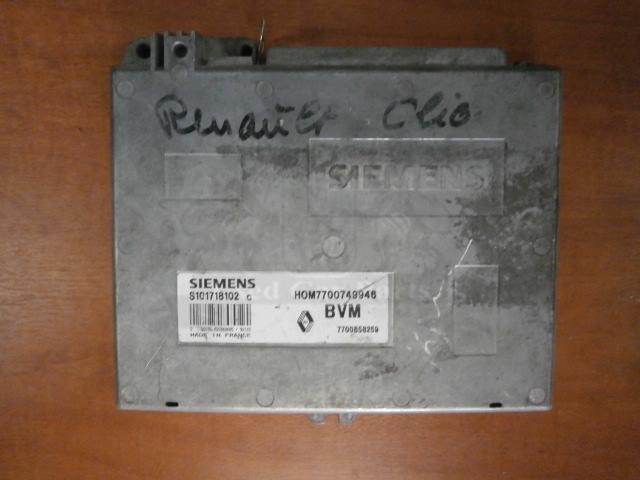 Renault Clio
SIEMENS
SIEMENS
S101718102 C
HOM7700749946
BVM
7700858259
MADE IN FRANCE